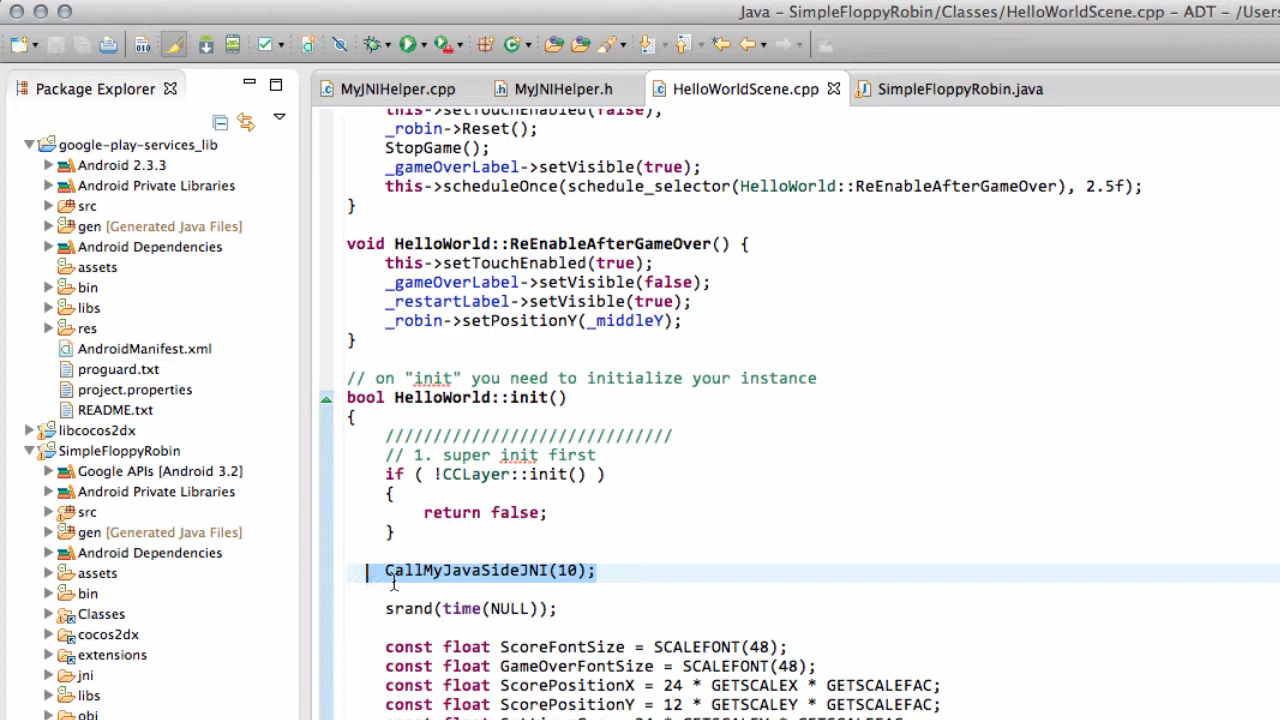 Java - SimpleFloppyRobin/Classes/HelloWorldScene.cpp - ADT - /Users
Package Explorer
MyJNIHelper.cpp
MyJNIHelper.h
HelloWorldScene.cpp
SimpleFloppyRobin.java
google-play-services_lib
Android 2.3.3
Android Private Libraries
src
gen [Generated Java Files]
Android Dependencies
assets
bin
libs
res
AndroidManifest.xml
proguard.txt
project.properties
README.txt
libcocos2dx
SimpleFloppyRobin
Google APIs [Android 3.2]
Android Private Libraries
src
gen [Generated Java Files]
Android Dependencies
assets
bin
Classes
cocos2dx
extensions
jni
libs
obj
this->setTouchEnabled(false);
_robin->Reset();
StopGame();
_gameOverLabel->setVisible(true);
this->scheduleOnce(schedule_selector(HelloWorld::ReEnableAfterGameOver), 2.5f);
}
void HelloWorld::ReEnableAfterGameOver() {
this->setTouchEnabled(true);
_gameOverLabel->setVisible(false);
_restartLabel->setVisible(true);
_robin->setPositionY(_middleY);
}
// on "init" you need to initialize your instance
bool HelloWorld::init()
{
//////////////////////////////
// 1. super init first
if ( !CCLayer::init() )
{
return false;
}
CallMyJavaSideJNI(10);
srand(time(NULL));
const float ScoreFontSize = SCALEFONT(48);
const float GameOverFontSize = SCALEFONT(48);
const float ScorePositionX = 24 * GETSCALEX * GETSCALEFAC;
const float ScorePositionY = 12 * GETSCALEY * GETSCALEFAC;